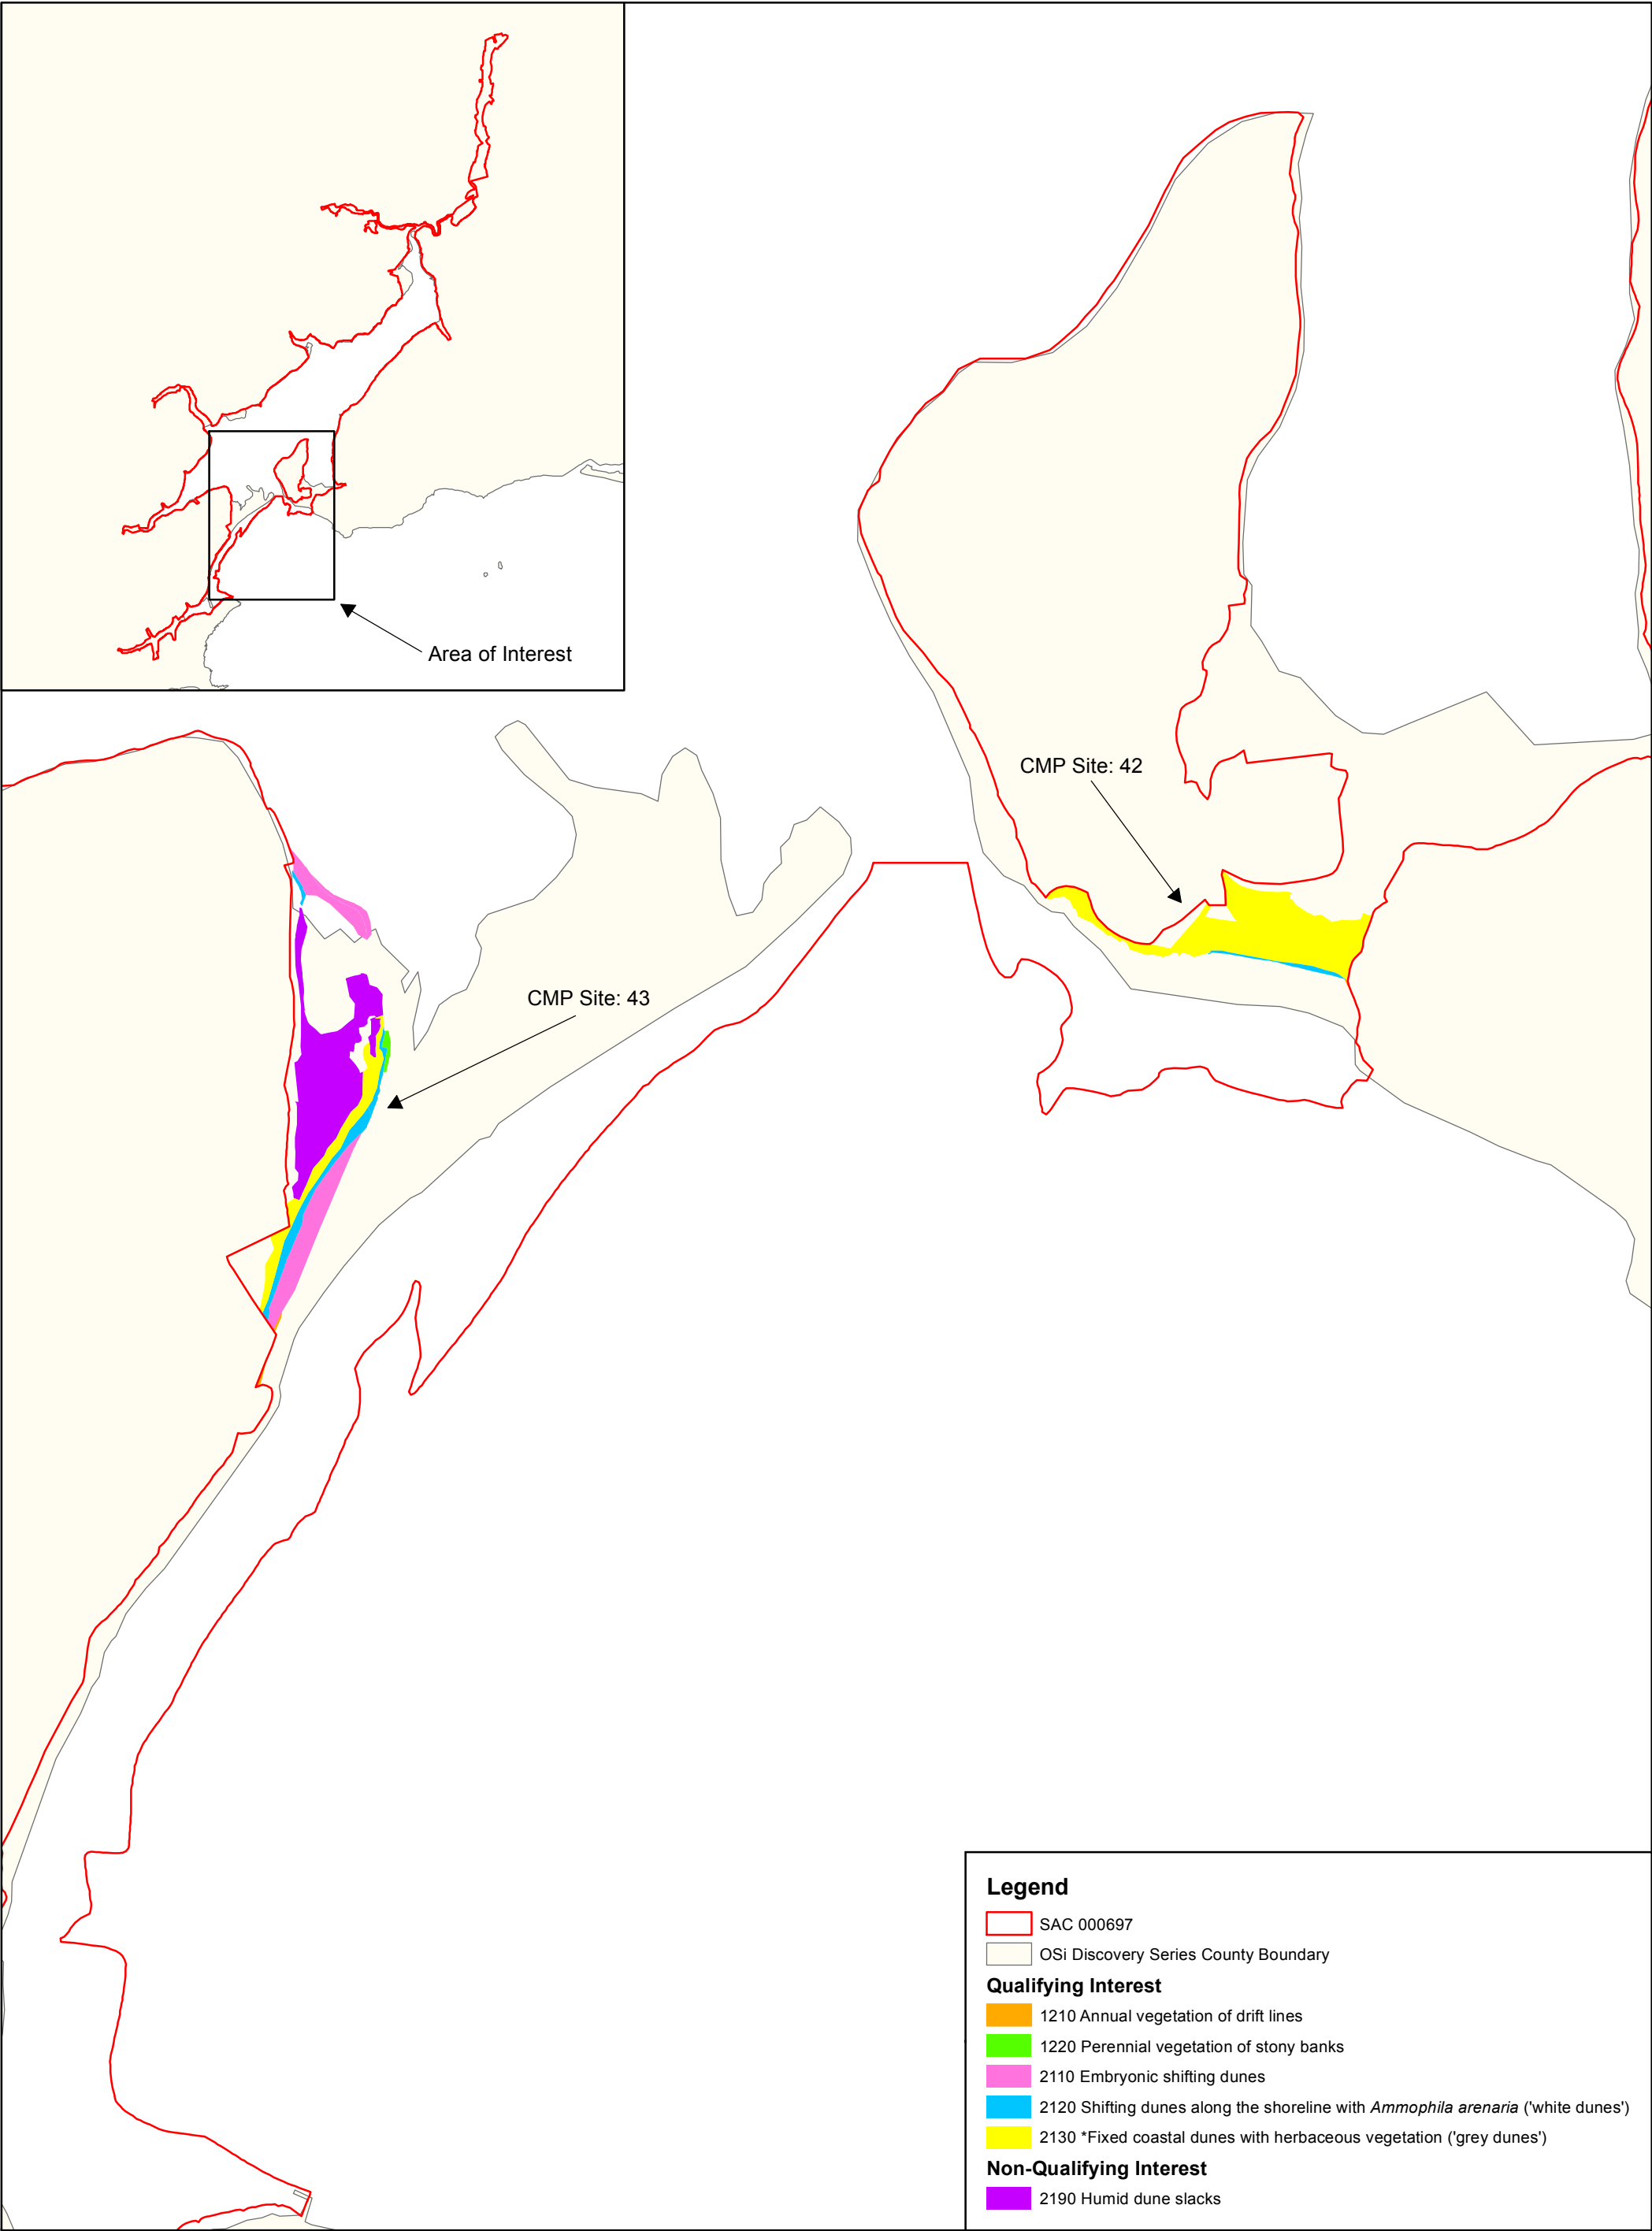 Area of Interest
CMP Site: 42
CMP Site: 43
Legend
SAC 000697
OSi Discovery Series County Boundary
Qualifying Interest
1210 Annual vegetation of drift lines
1220 Perennial vegetation of stony banks
2110 Embryonic shifting dunes
2120 Shifting dunes along the shoreline with Ammophila arenaria ('white dunes')
2130 *Fixed coastal dunes with herbaceous vegetation ('grey dunes')
Non-Qualifying Interest
2190 Humid dune slacks